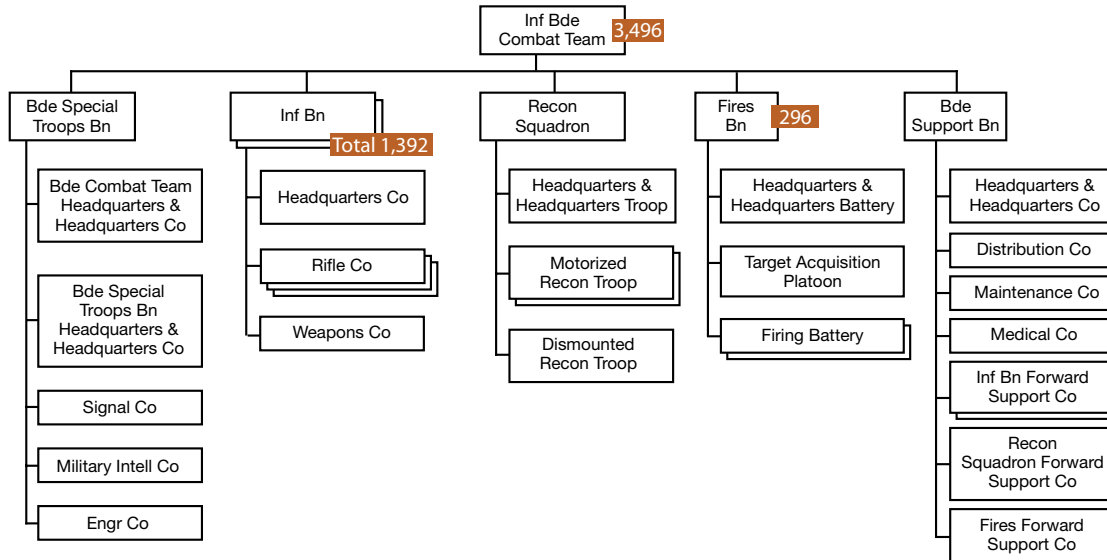 Inf Bde
Combat Team
3,496
Bde Special
Troops Bn
Inf Bn
Total 1,392
Recon
Squadron
Fires
Bn
296
Bde
Support Bn
Bde Combat Team
Headquarters &
Headquarters Co
Bde Special
Troops Bn
Headquarters &
Headquarters Co
Signal Co
Military Intell Co
Engr Co
Headquarters Co
Rifle Co
Weapons Co
Headquarters &
Headquarters Troop
Motorized
Recon Troop
Dismounted
Recon Troop
Headquarters &
Headquarters Battery
Target Acquisition
Platoon
Firing Battery
Headquarters &
Headquarters Co
Distribution Co
Maintenance Co
Medical Co
Inf Bn Forward
Support Co
Recon
Squadron Forward
Support Co
Fires Forward
Support Co